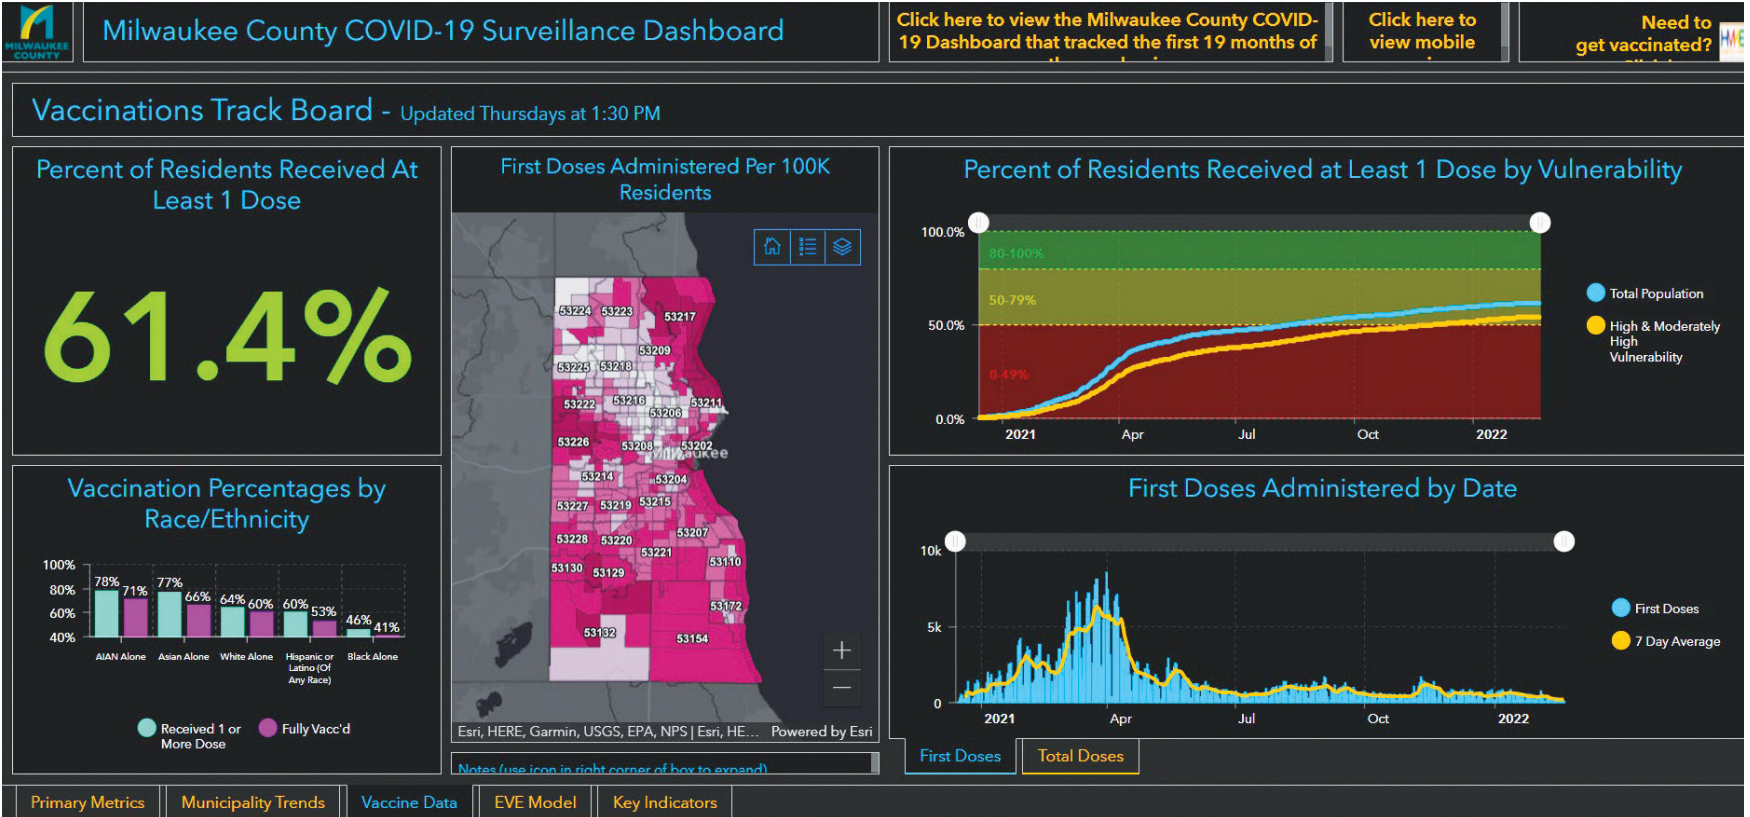 MILWAUKEE
COUNTY
Milwaukee County COVID-19 Surveillance Dashboard
Click here to view the Milwaukee County COVID-
19 Dashboard that tracked the first 19 months of
Click here to
view mobile
Need to
get vaccinated?
Vaccinations Track Board - Updated Thursdays at 1:30 PM
Percent of Residents Received At
Least 1 Dose
61.4%
Vaccination Percentages by
Race/Ethnicity
100%
80%
60%
40%
78%
71%
77%
66%
64%
60%
60%
53%
46%
41%
AIAN Alone
Asian Alone
White Alone
Hispanic or
Latino (Of
Any Race)
Black Alone
Received 1 or
More Dose
Fully Vacc'd
First Doses Administered Per 100K
Residents
53224
53223
53217
53209
53225
53218
53222
53216
53206
53211
53226
53208
53202
Milwaukee
53214
53204
53227
53219
53215
53228
53220
53207
53221
53130
53129
53110
53172
53132
53154
+
−
Esri, HERE, Garmin, USGS, EPA, NPS | Esri, HE...
Powered by Esri
Notes (use icon in right corner of box to expand)
Percent of Residents Received at Least 1 Dose by Vulnerability
100.0%
50.0%
0.0%
80-100%
50-79%
0-49%
2021
Apr
Jul
Oct
2022
Total Population
High & Moderately
High
Vulnerability
First Doses Administered by Date
10k
5k
0
2021
Apr
Jul
Oct
2022
First Doses
7 Day Average
First Doses
Total Doses
Primary Metrics
Municipality Trends
Vaccine Data
EVE Model
Key Indicators